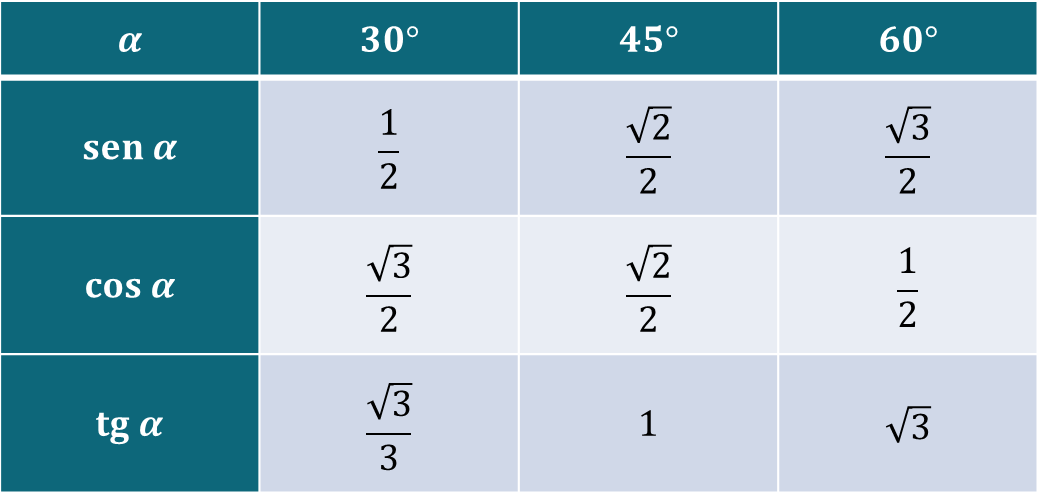 α 30° 45° 60°
sen α 1/2 √2/2 √3/2
cos α √3/2 √2/2 1/2
tg α √3/3 1 √3